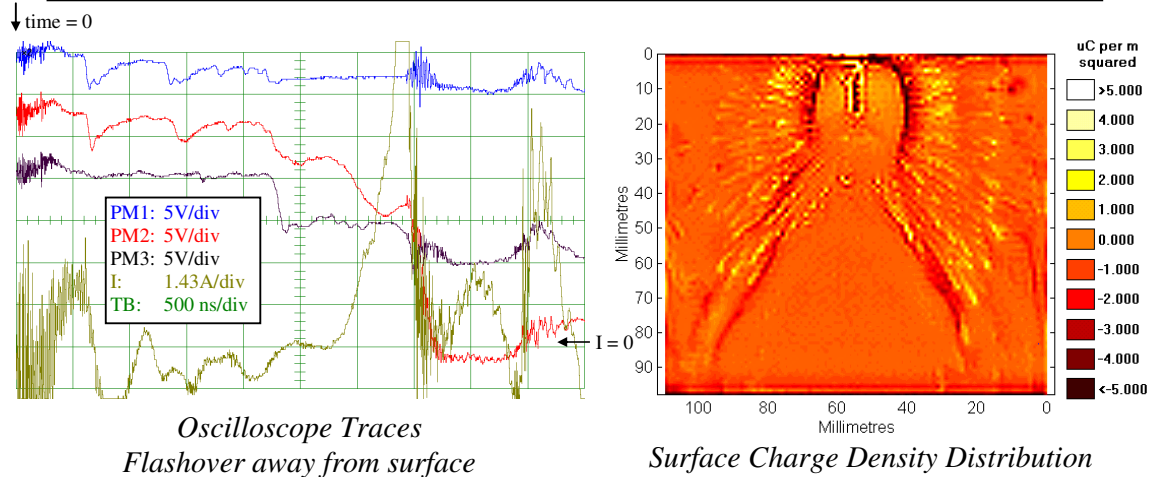 time = 0
PM1: 5V/div
PM2: 5V/div
PM3: 5V/div
I: 1.43A/div
TB: 500 ns/div
I = 0
Oscilloscope Traces
Flashover away from surface
0
10
20
30
40
50
60
70
80
90
Millimetres
100 80 60 40 20 0
Millimetres
uC per m
squared
>5.000
4.000
3.000
2.000
1.000
0.000
-1.000
-2.000
-3.000
-4.000
<-5.000
Surface Charge Density Distribution